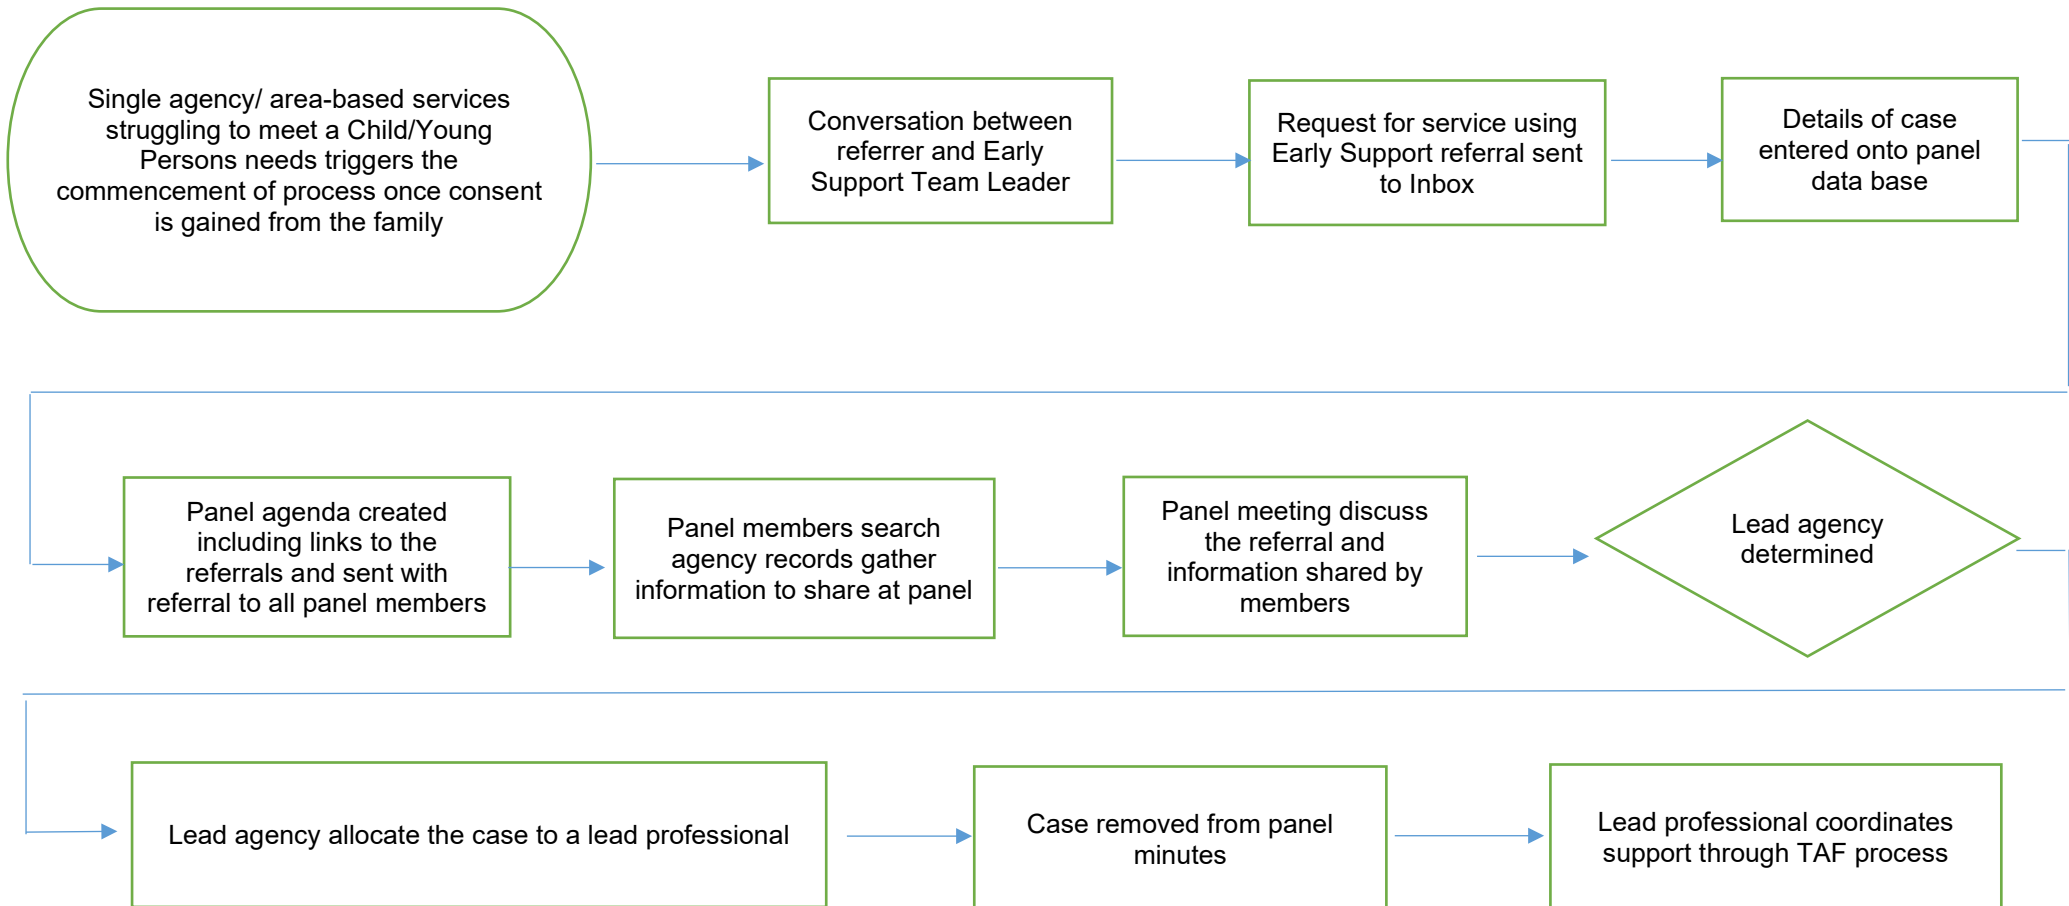 Single agency/ area-based services
struggling to meet a Child/Young
Persons needs triggers the
commencement of process once consent
is gained from the family
Conversation between
referrer and Early
Support Team Leader
Request for service using
Early Support referral sent
to Inbox
Details of case
entered onto panel
data base
Panel agenda created
including links to the
referrals and sent with
referral to all panel members
Panel members search
agency records gather
information to share at panel
Panel meeting discuss
the referral and
information shared by
members
Lead agency
determined
Lead agency allocate the case to a lead professional
Case removed from panel
minutes
Lead professional coordinates
support through TAF process